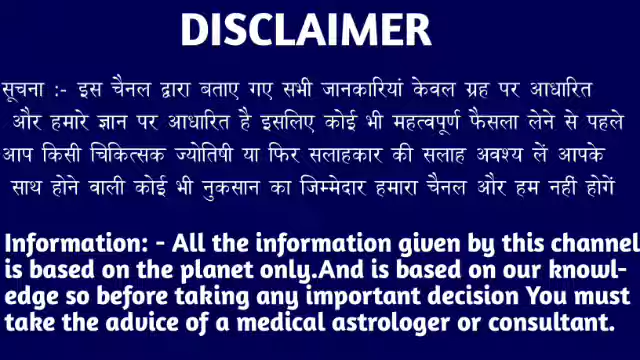 DISCLAIMER
सूचना :- इस चैनल द्वारा बताए गए सभी जानकारियां केवल ग्रह पर आधारित
और हमारे ज्ञान पर आधारित है इसलिए कोई भी महत्वपूर्ण फैसला लेने से पहले
आप किसी चिकित्सक ज्योतिषी या फिर सलाहकार की सलाह अवश्य लें आपके
साथ होने वाली कोई भी नुकसान का जिम्मेदार हमारा चैनल और हम नहीं होगें
Information: - All the information given by this channel
is based on the planet only.And is based on our knowl-
edge so before taking any important decision You must
take the advice of a medical astrologer or consultant.